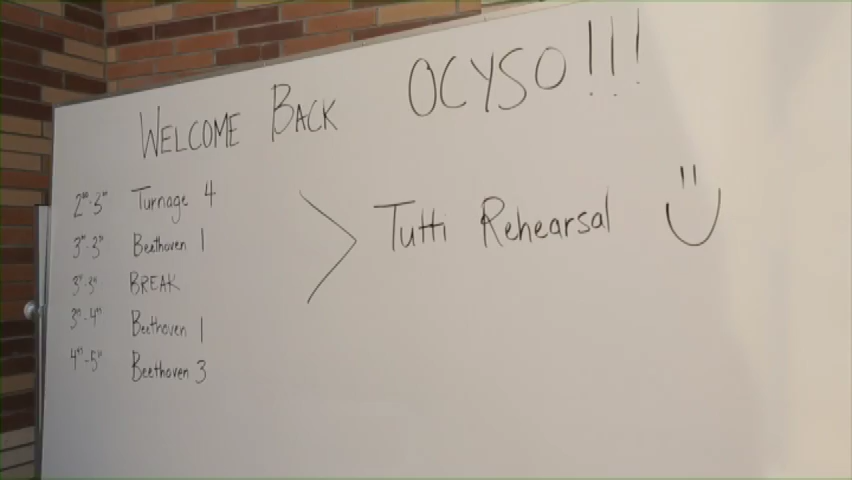 WELCOME BACK OCYSO!!!
Turnage 4
Beethoven 1
BREAK
Beethoven 1
Beethoven 3
Tutti Rehearsal